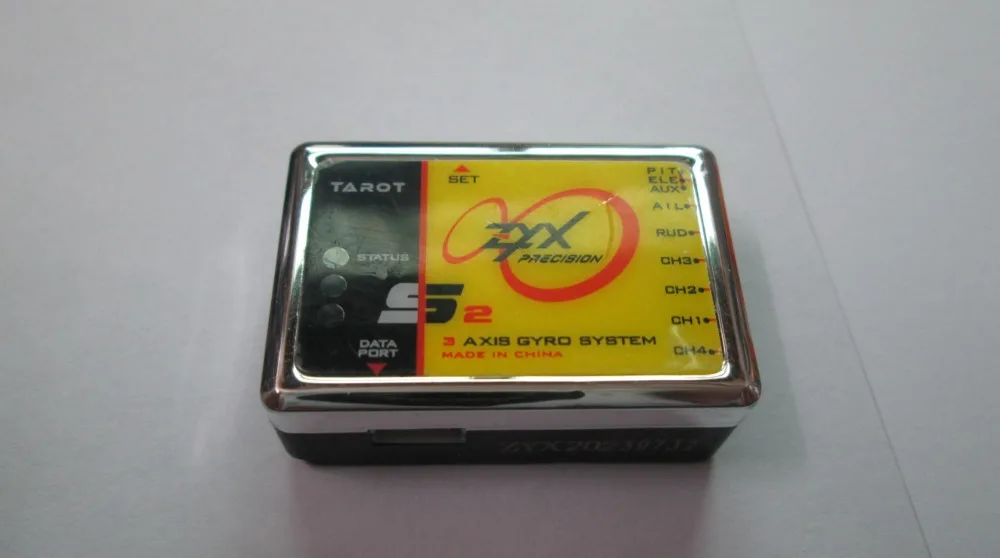 TAROT
STATUS
DATA
PORT
SET
ZYX
PRECISION
S2
3 AXIS GYRO SYSTEM
MADE IN CHINA
PIT
ELE
AUX
AIL
RUD
CH3
CH2
CH1
CH4